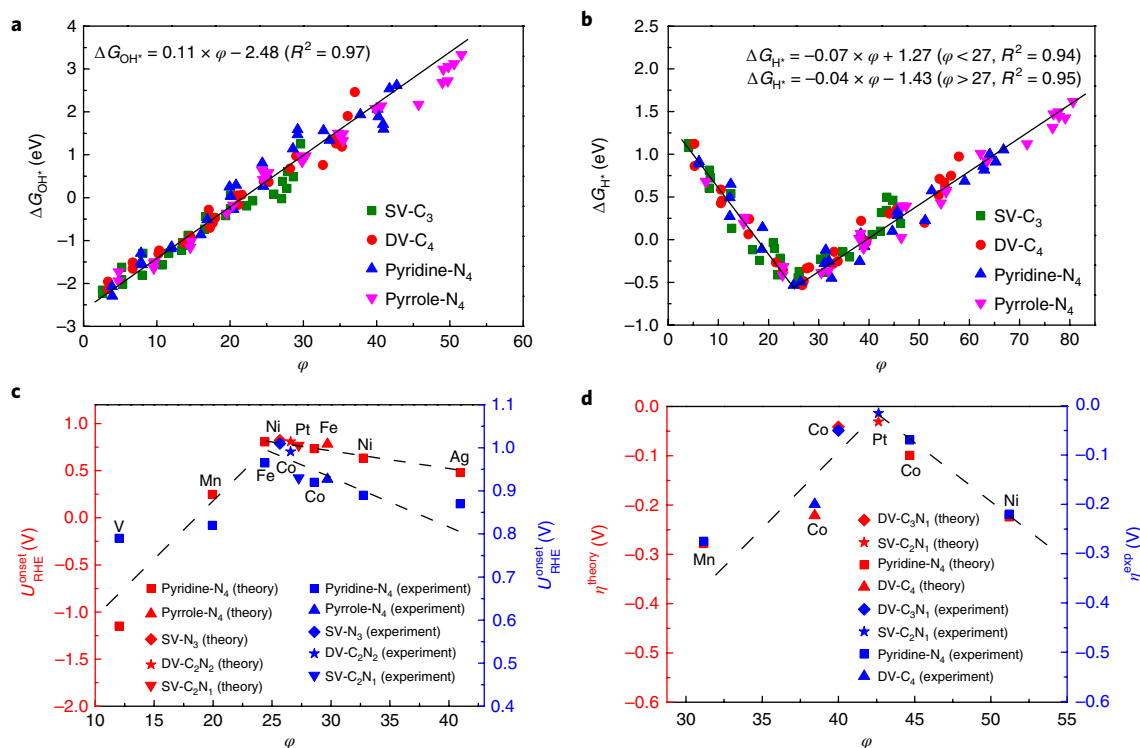 a
ΔG_OH* = 0.11 × φ – 2.48 (R² = 0.97)
4
3
2
1
0
–1
–2
–3
ΔG_OH* (eV)
SV-C₃
DV-C₄
Pyridine-N₄
Pyrrole-N₄
0 10 20 30 40 50 60
φ
b
ΔG_H* = –0.07 × φ + 1.27 (φ < 27, R² = 0.94)
ΔG_H* = –0.04 × φ – 1.43 (φ > 27, R² = 0.95)
2.5
2.0
1.5
1.0
0.5
0.0
–0.5
–1.0
ΔG_H* (eV)
SV-C₃
DV-C₄
Pyridine-N₄
Pyrrole-N₄
0 10 20 30 40 50 60 70 80
φ
c
1.0
0.5
0.0
–0.5
–1.0
–1.5
–2.0
U_RHE^onset (V)
V
Mn
Ni
Fe
Co
Pt
Fe
Co
Ni
Ag
Pyridine-N₄ (theory)
Pyrrole-N₄ (theory)
SV-N₃ (theory)
DV-C₂N₂ (theory)
SV-C₂N₁ (theory)
Pyridine-N₄ (experiment)
Pyrrole-N₄ (experiment)
SV-N₃ (experiment)
DV-C₂N₂ (experiment)
SV-C₂N₁ (experiment)
1.1
1.0
0.9
0.8
0.7
0.6
0.5
0.4
U_RHE^onset (V)
10 15 20 25 30 35 40
φ
d
0.0
–0.1
–0.2
–0.3
–0.4
–0.5
–0.6
η^theory (V)
Mn
Co
Co
Pt
Co
Ni
DV-C₃N₁ (theory)
SV-C₂N₁ (theory)
Pyridine-N₄ (theory)
DV-C₄ (theory)
DV-C₃N₁ (experiment)
SV-C₂N₁ (experiment)
Pyridine-N₄ (experiment)
DV-C₄ (experiment)
0.0
–0.1
–0.2
–0.3
–0.4
–0.5
–0.6
η^exp (V)
30 35 40 45 50 55
φ